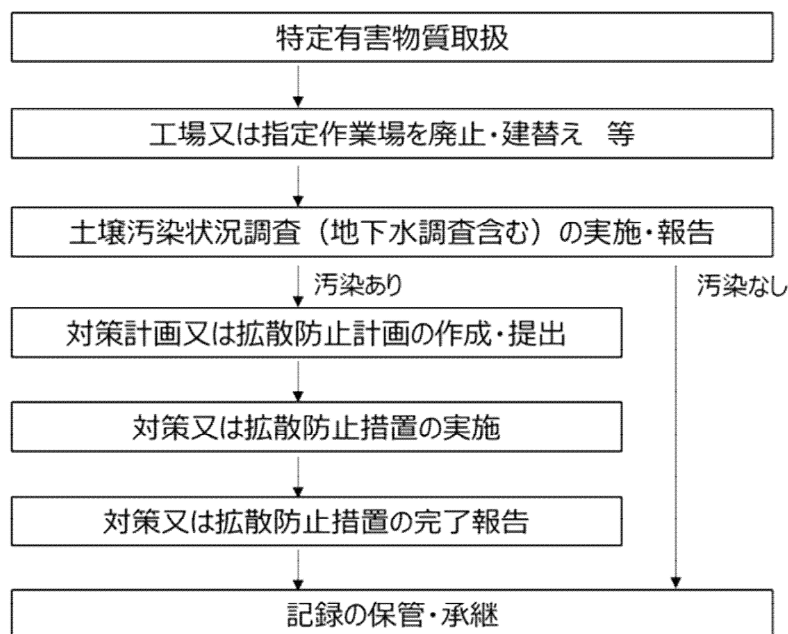 特定有害物質取扱
工場又は指定作業場を廃止・建替え　等
土壌汚染状況調査（地下水調査含む）の実施・報告
汚染あり
汚染なし
対策計画又は拡散防止計画の作成・提出
対策又は拡散防止措置の実施
対策又は拡散防止措置の完了報告
記録の保管・承継